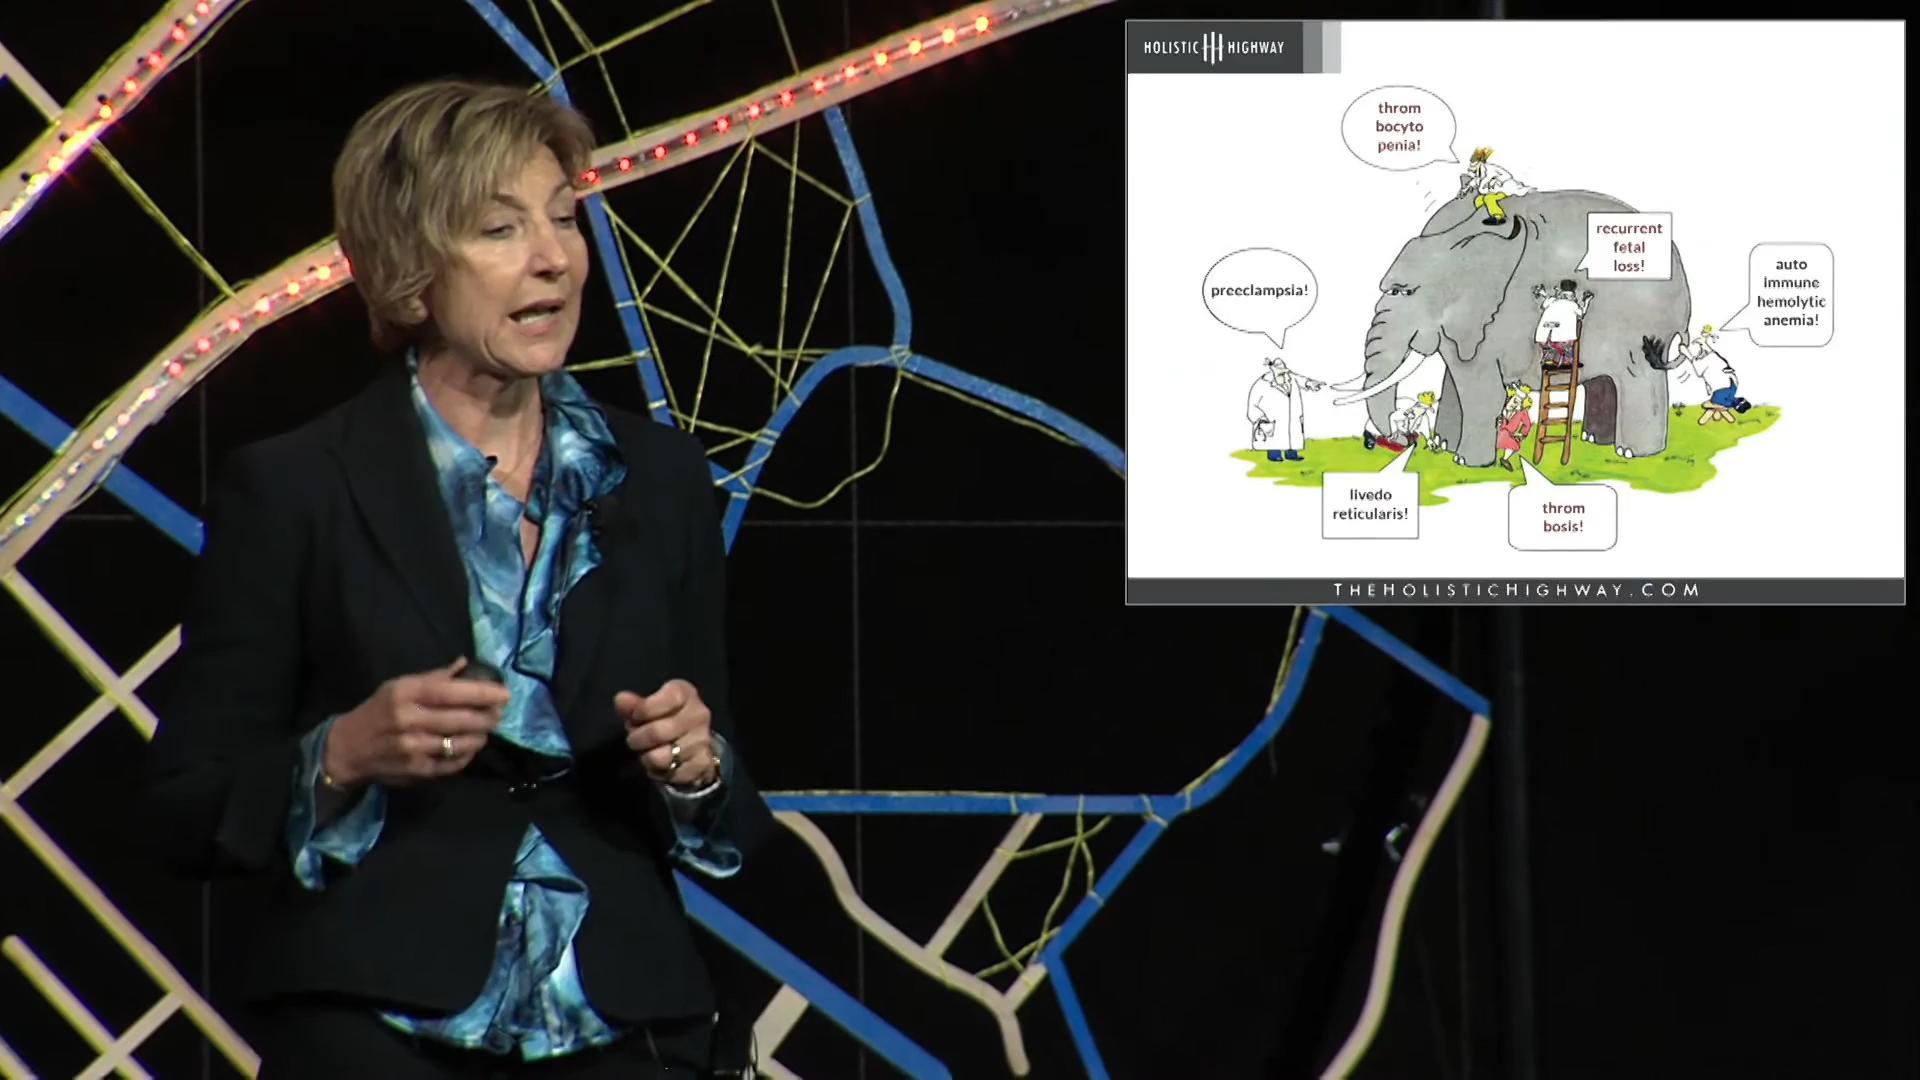 HOLISTIC HIGHWAY
throm
bocyto
penia!
recurrent
fetal
loss!
auto
immune
hemolytic
anemia!
preeclampsia!
livedo
reticularis!
throm
bosis!
THEHOLISTICHIGHWAY.COM